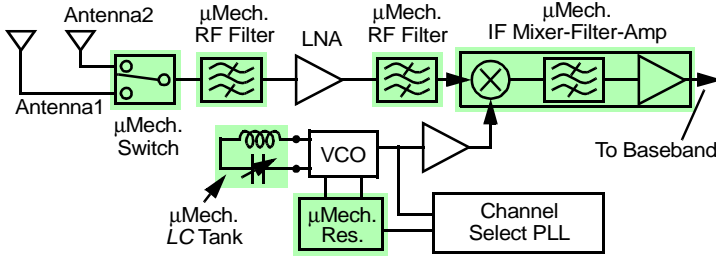 Antenna2
Antenna1
μMech.
Switch
μMech.
RF Filter
LNA
μMech.
RF Filter
μMech.
IF Mixer-Filter-Amp
To Baseband
μMech.
LC Tank
VCO
μMech.
Res.
Channel
Select PLL